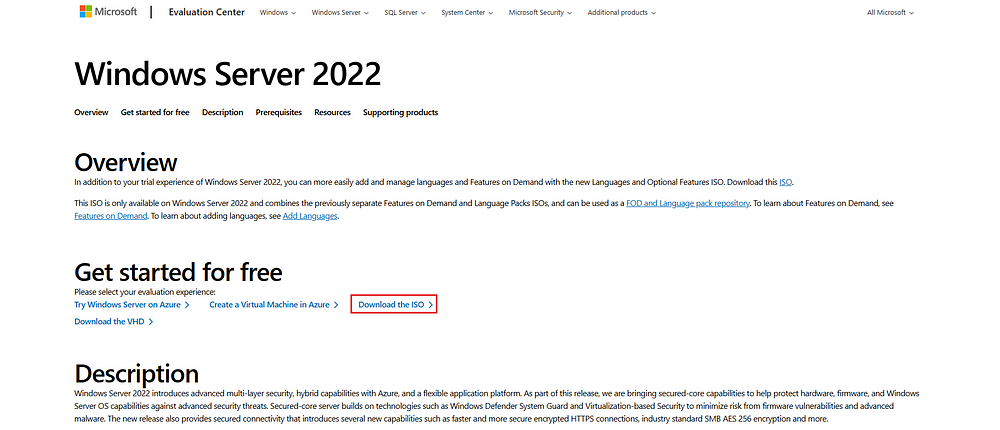 Microsoft | Evaluation Center Windows Windows Server SQL Server System Center Microsoft Security Additional products All Microsoft
Windows Server 2022
Overview Get started for free Description Prerequisites Resources Supporting products
Overview
In addition to your trial experience of Windows Server 2022, you can more easily add and manage languages and Features on Demand with the new Languages and Optional Features ISO. Download this ISO.
This ISO is only available on Windows Server 2022 and combines the previously separate Features on Demand and Language Packs ISOs, and can be used as a FOD and Language pack repository. To learn about Features on Demand, see
Features on Demand. To learn about adding languages, see Add Languages.
Get started for free
Please select your evaluation experience:
Try Windows Server on Azure Create a Virtual Machine in Azure Download the ISO
Download the VHD
Description
Windows Server 2022 introduces advanced multi-layer security, hybrid capabilities with Azure, and a flexible application platform. As part of this release, we are bringing secured-core capabilities to help protect hardware, firmware, and Windows
Server OS capabilities against advanced security threats. Secured-core server builds on technologies such as Windows Defender System Guard and Virtualization-based Security to minimize risk from firmware vulnerabilities and advanced
malware. The new release also provides secured connectivity that introduces several new capabilities such as faster and more secure encrypted HTTPS connections, industry standard SMB AES 256 encryption and more.